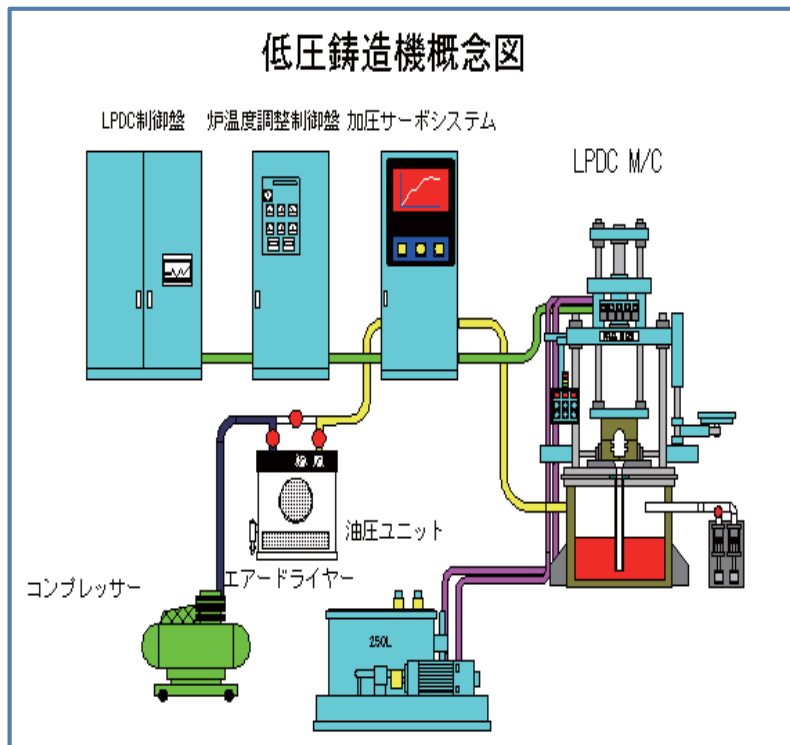 低圧鋳造機概念図
LPDC制御盤 炉温度調整制御盤 加圧サーボシステム
LPDC M/C
油圧ユニット
エアードライヤー
コンプレッサー
250L